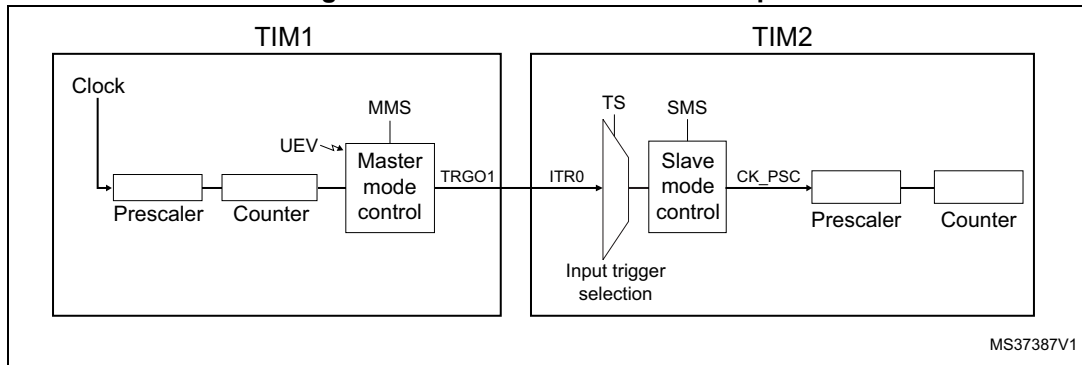 TIM1
TIM2
Clock
MMS
TS
SMS
UEV
Master
mode
control
TRGO1
ITR0
Slave
mode
control
CK_PSC
Prescaler
Counter
Prescaler
Counter
Input trigger
selection
MS37387V1